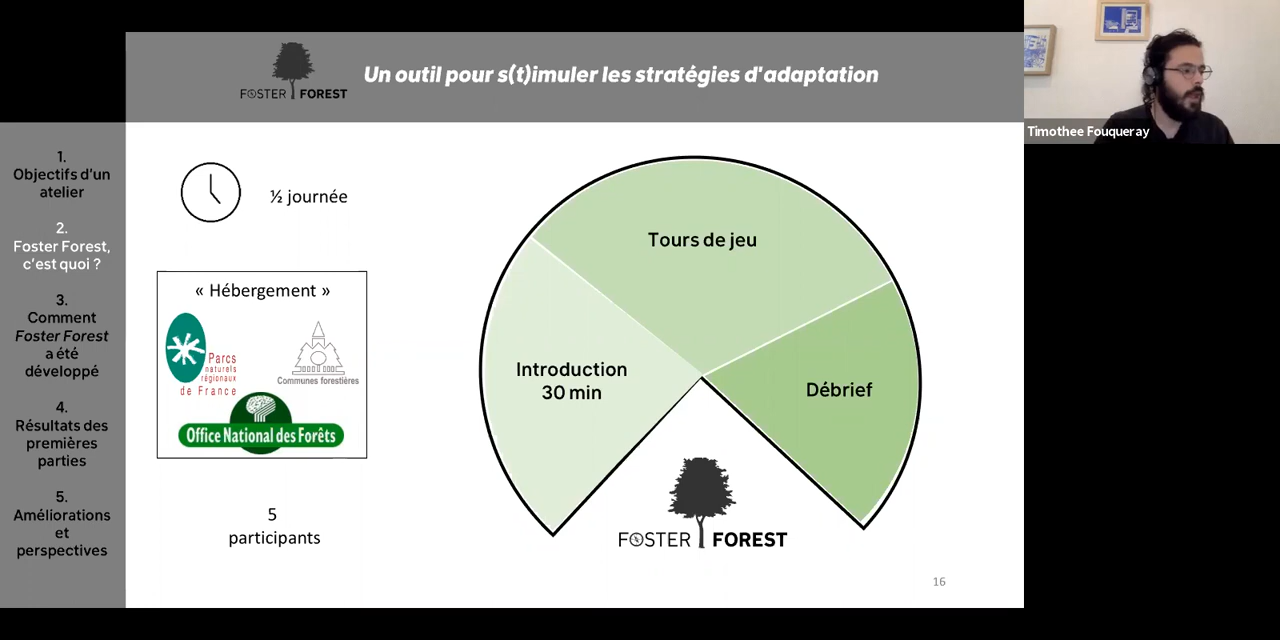 FOSTER FOREST
Un outil pour s(t)imuler les stratégies d'adaptation
Timothee Fouqueray
1.
Objectifs d'un
atelier
2.
Foster Forest,
c'est quoi ?
3.
Comment
Foster Forest
a été
développé
4.
Résultats des
premières
parties
5.
Améliorations
et
perspectives
½ journée
« Hébergement »
Parcs
naturels
régionaux
de France
Communes forestières
Office National des Forêts
5
participants
Tours de jeu
Introduction
30 min
Débrief
FOSTER FOREST
16